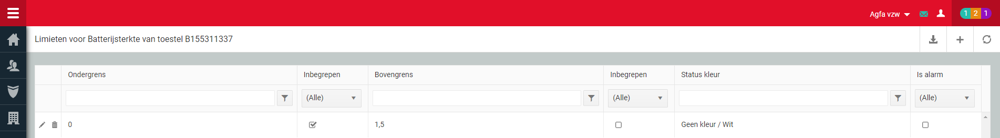 Agfa vzw 1 2 1
Limieten voor Batterijsterkte van toestel B155311337
Ondergrens Inbegrepen Bovengrens Inbegrepen Status kleur Is alarm
(Alle) (Alle) (Alle)
0 1,5 Geen kleur / Wit